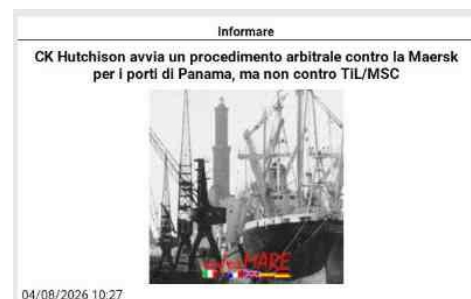 Informare
CK Hutchison avvia un procedimento arbitrale contro la Maersk
per i porti di Panama, ma non contro TiL/MSC
04/08/2026 10:27